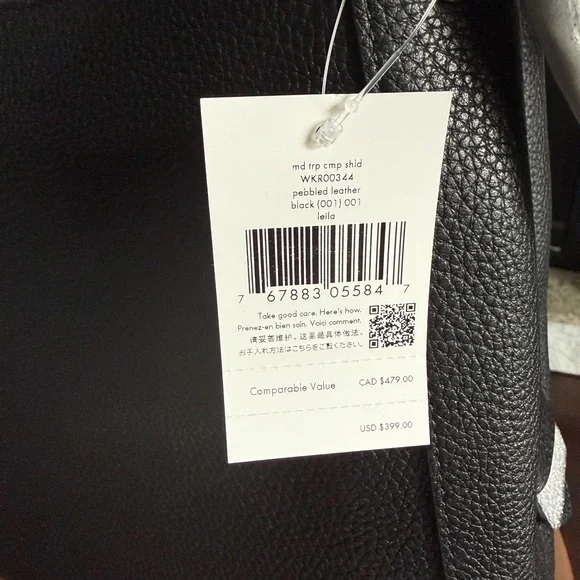 md trp cmp shld
WKR00344
pebbled leather
black (001) 001
leila
7 67883 05584 7
Take good care. Here's how.
Prenez-en bien soin. Voici comment.
请妥善维护。这里是具体做法。
お手入れ方法はこちらをご覧ください。
Comparable Value CAD $479.00
USD $399.00